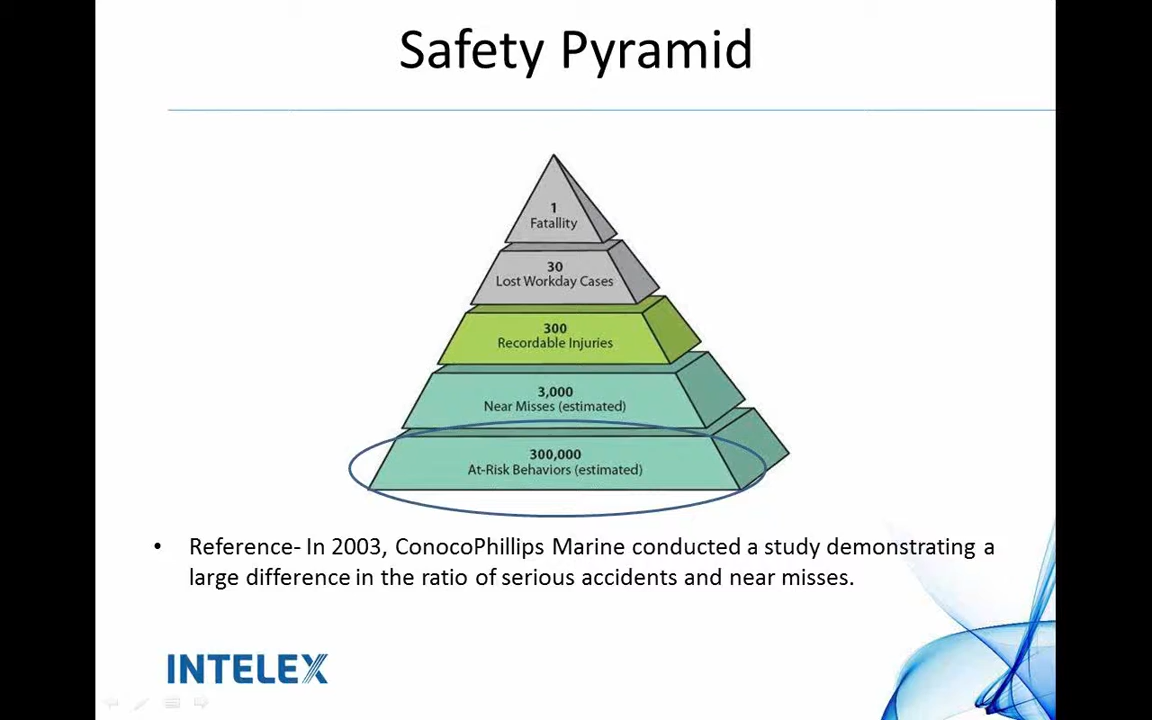 Safety Pyramid
1
Fatallity
30
Lost Workday Cases
300
Recordable Injuries
3,000
Near Misses (estimated)
300,000
At-Risk Behaviors (estimated)
• Reference- In 2003, ConocoPhillips Marine conducted a study demonstrating a
large difference in the ratio of serious accidents and near misses.
INTELEX